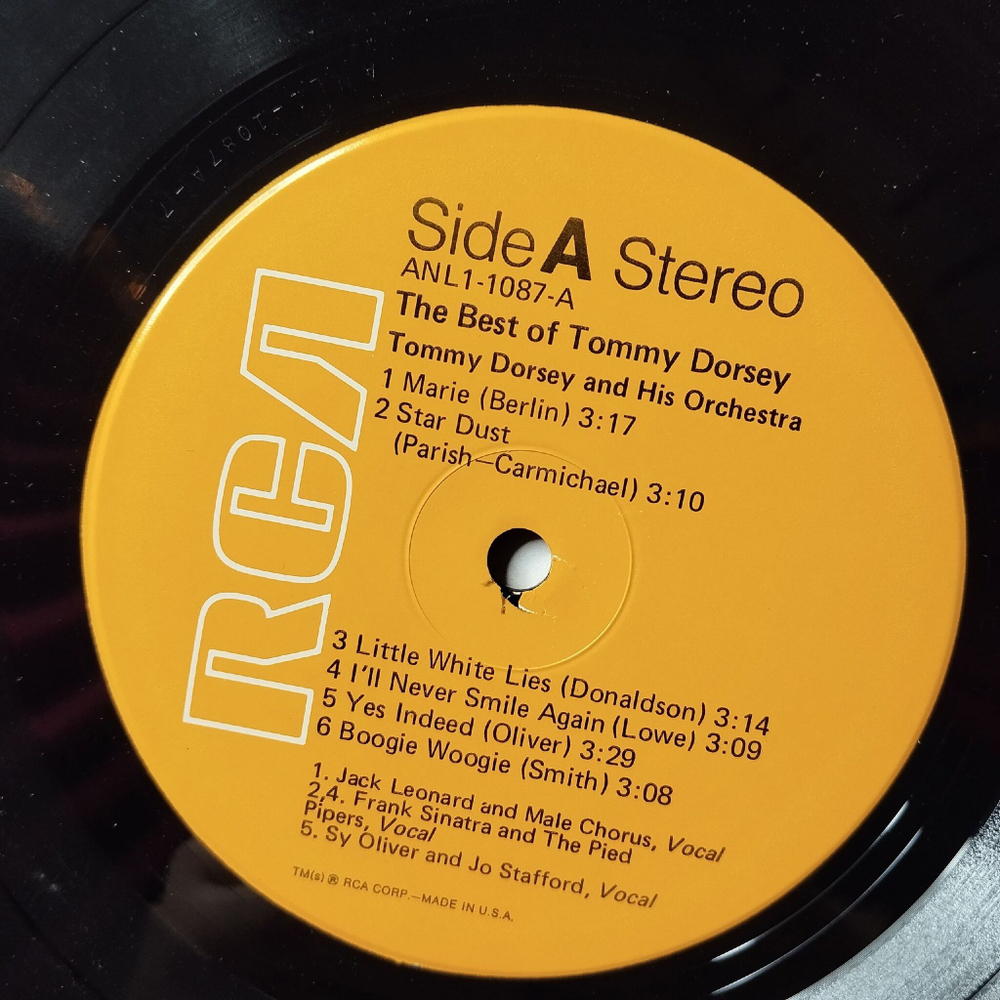 Side A Stereo
ANL1-1087-A
The Best of Tommy Dorsey
Tommy Dorsey and His Orchestra
1 Marie (Berlin) 3:17
2 Star Dust
(Parish—Carmichael) 3:10
RCA
3 Little White Lies (Donaldson) 3:14
4 I'll Never Smile Again (Lowe) 3:09
5 Yes Indeed (Oliver) 3:29
6 Boogie Woogie (Smith) 3:08
1. Jack Leonard and Male Chorus, Vocal
2,4. Frank Sinatra and The Pied
Pipers, Vocal
5. Sy Oliver and Jo Stafford, Vocal
TM(s) ® RCA CORP.—MADE IN U.S.A.